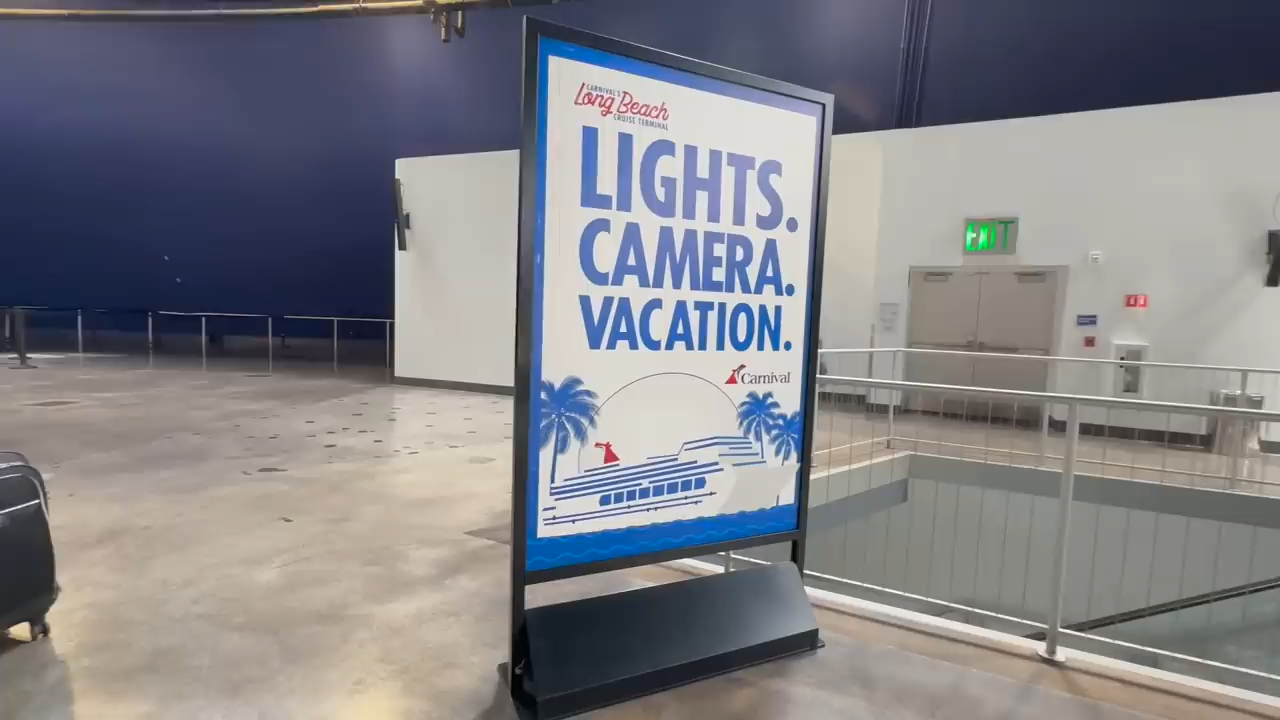 CARNIVAL'S
Long Beach
CRUISE TERMINAL
LIGHTS.
CAMERA.
VACATION.
Carnival
EXIT